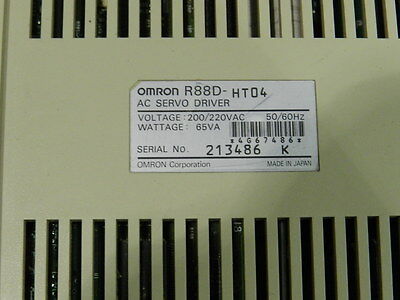 OMRON R88D- HT04
AC SERVO DRIVER
VOLTAGE : 200/220VAC 50/60Hz
WATTAGE : 65VA
*4G67486*
SERIAL No. 213486 K
OMRON Corporation MADE IN JAPAN